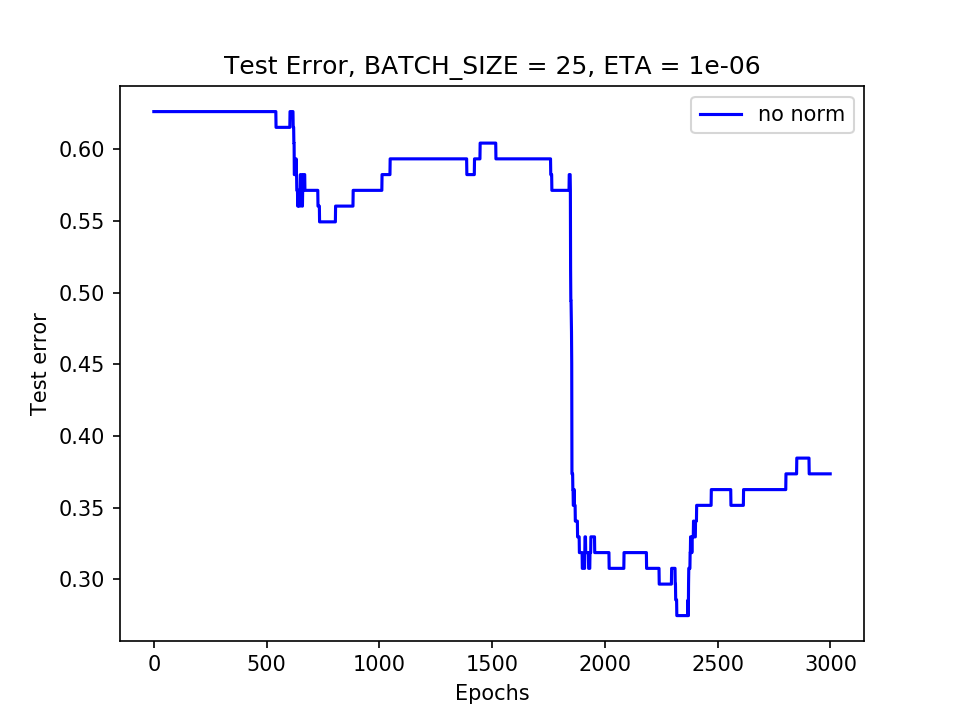 Test Error, BATCH_SIZE = 25, ETA = 1e-06
no norm
0.60
0.55
0.50
0.45
0.40
0.35
0.30
Test error
0 500 1000 1500 2000 2500 3000
Epochs